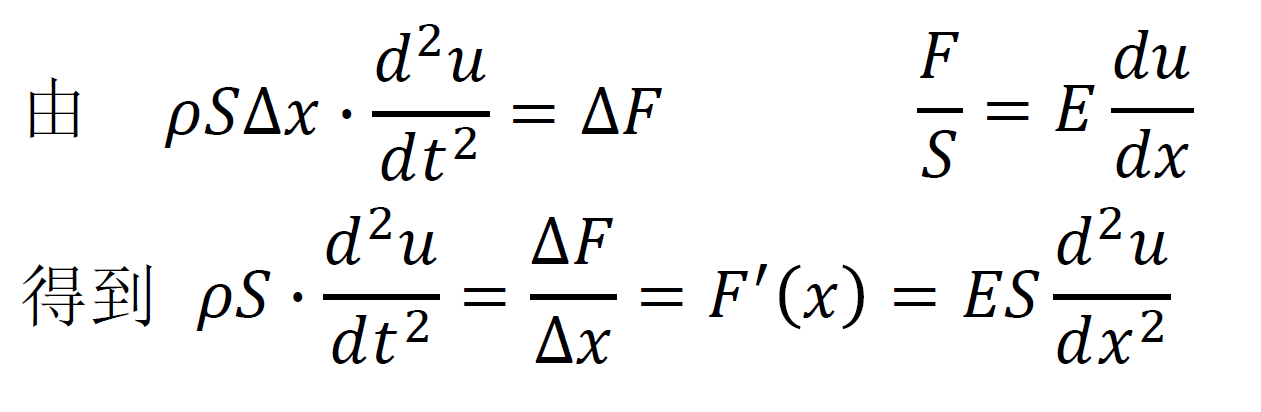 由 ρSΔx · d²u/dt² = ΔF F/S = E du/dx
得到 ρS · d²u/dt² = ΔF/Δx = F′(x) = ES d²u/dx²